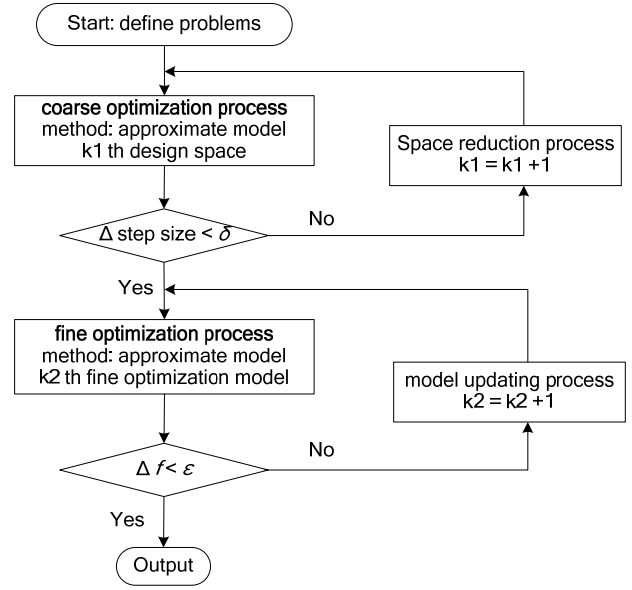 Start: define problems
coarse optimization process
method: approximate model
k1 th design space
Space reduction process
k1 = k1 +1
Δ step size < δ
No
Yes
fine optimization process
method: approximate model
k2 th fine optimization model
model updating process
k2 = k2 +1
Δ f < ε
No
Yes
Output